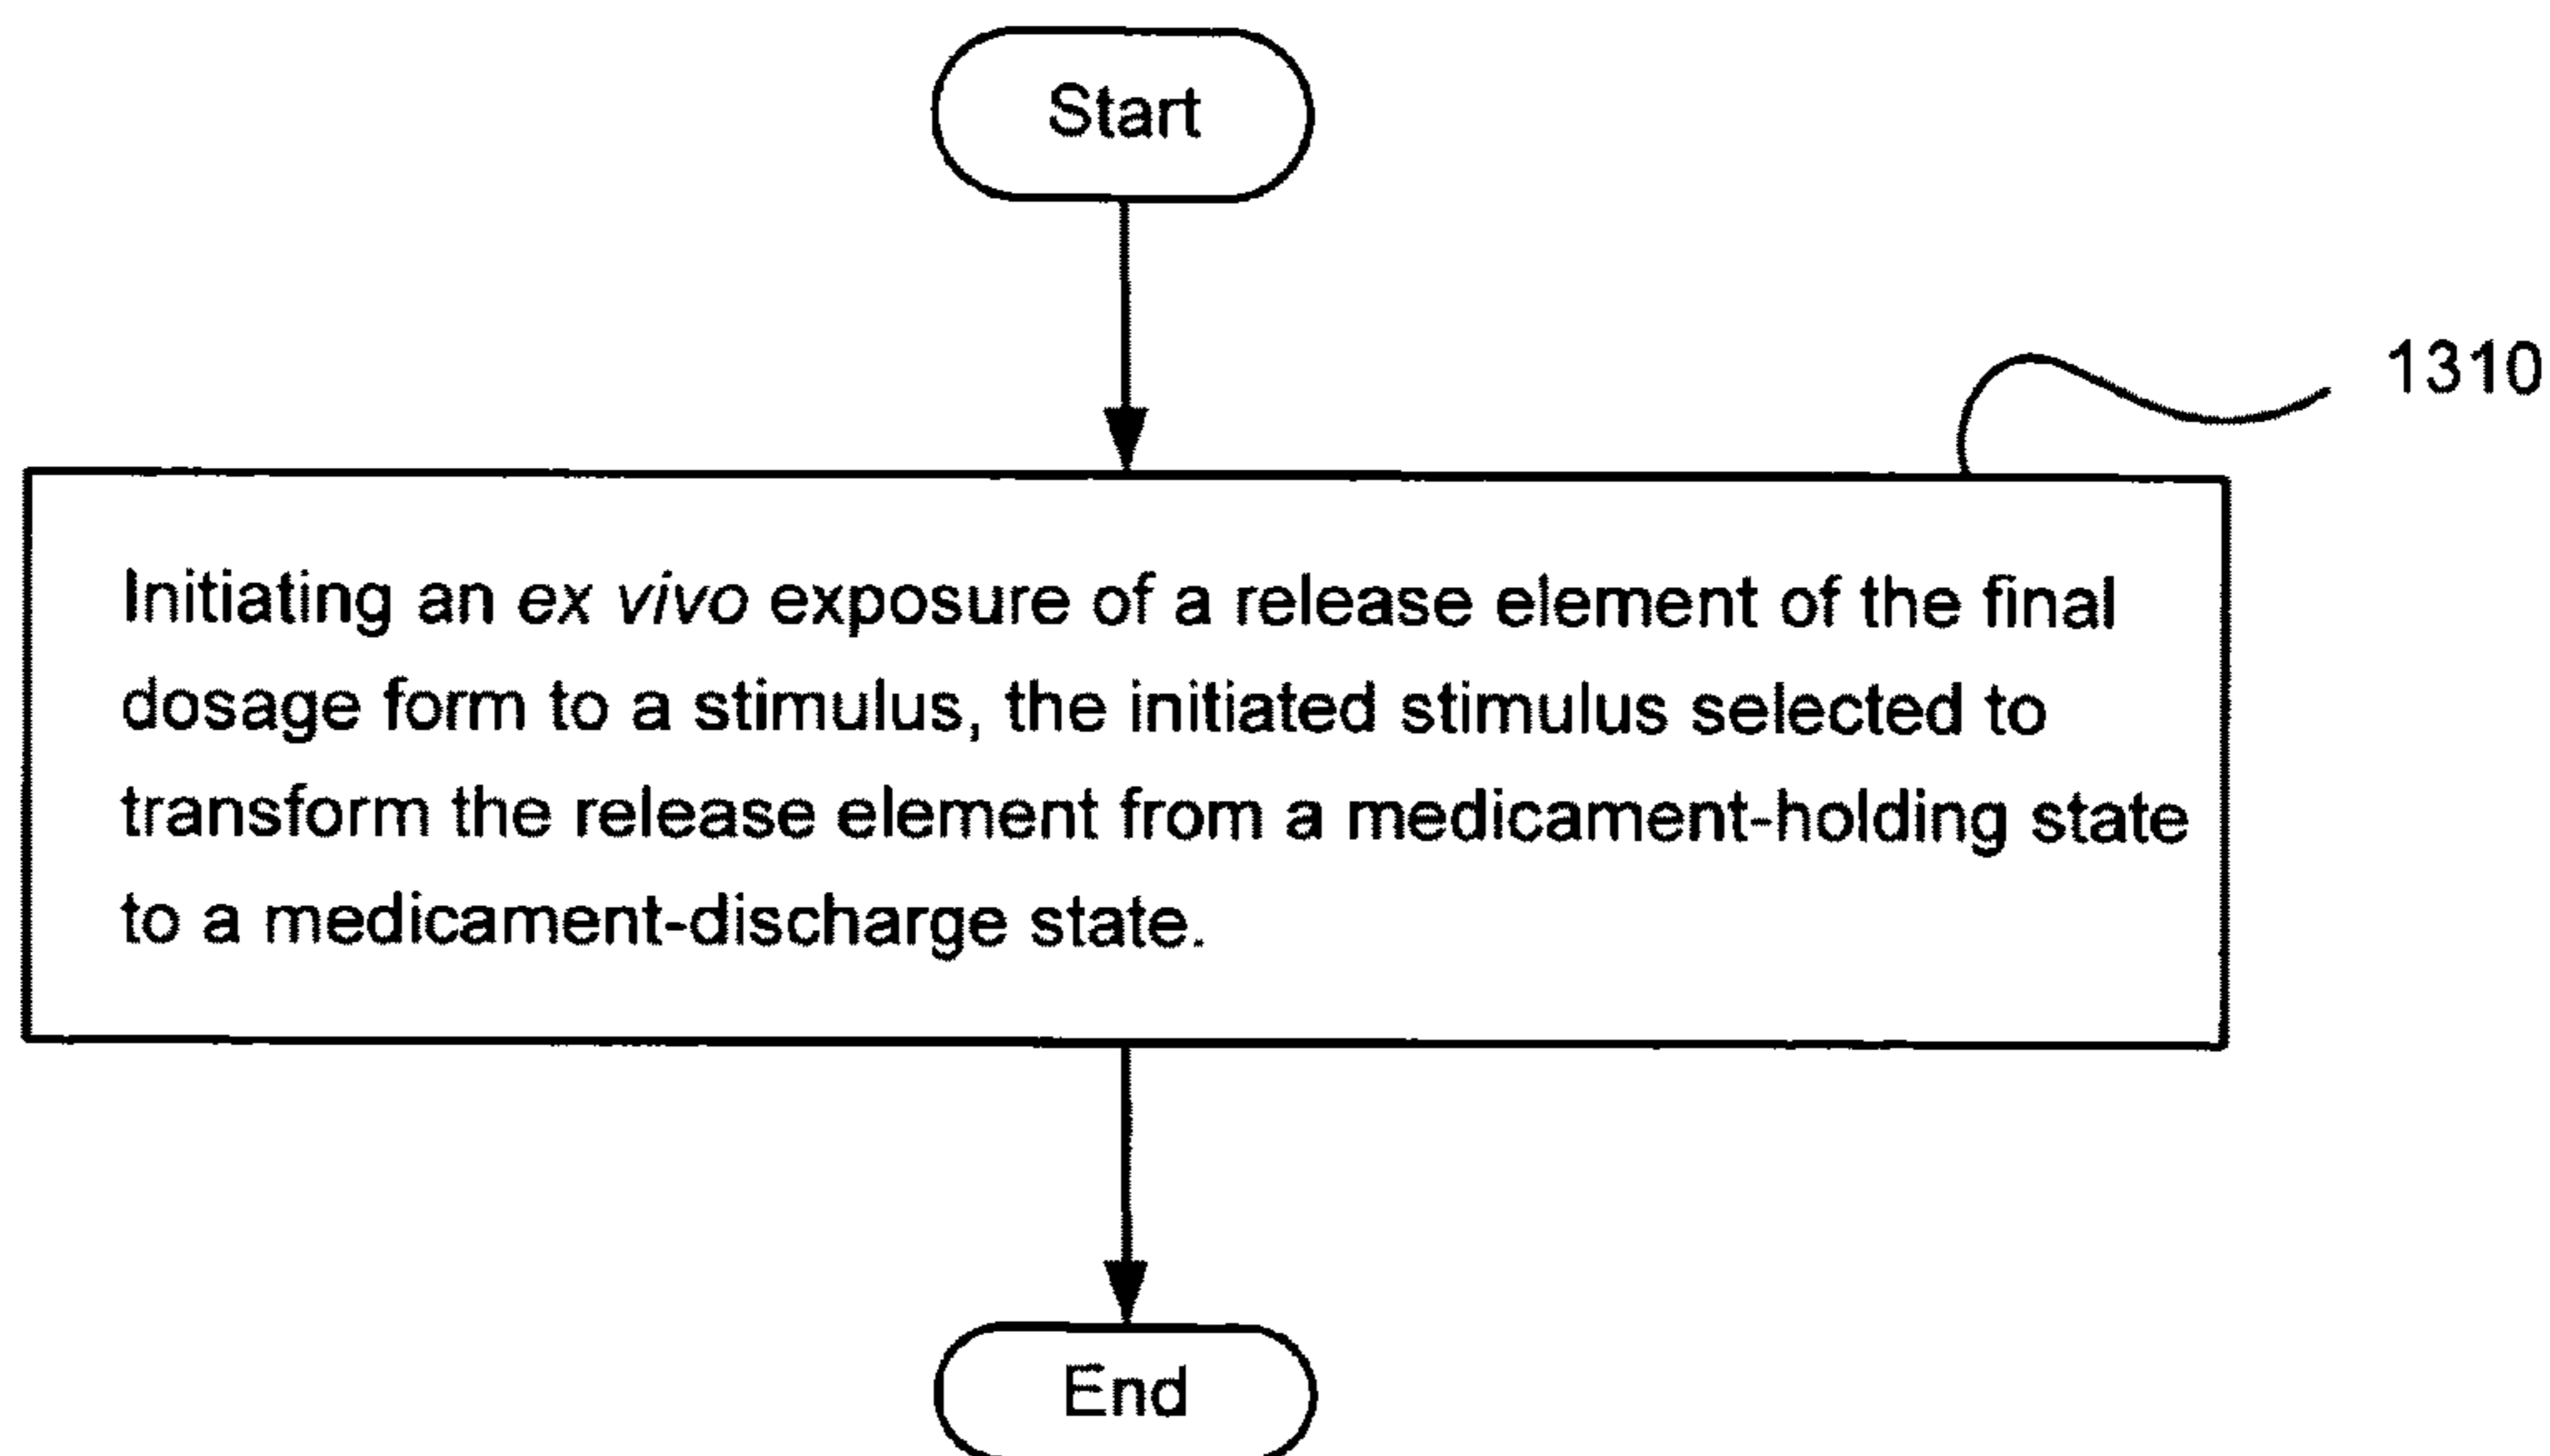 Start
1310
Initiating an ex vivo exposure of a release element of the final
dosage form to a stimulus, the initiated stimulus selected to
transform the release element from a medicament-holding state
to a medicament-discharge state.
End